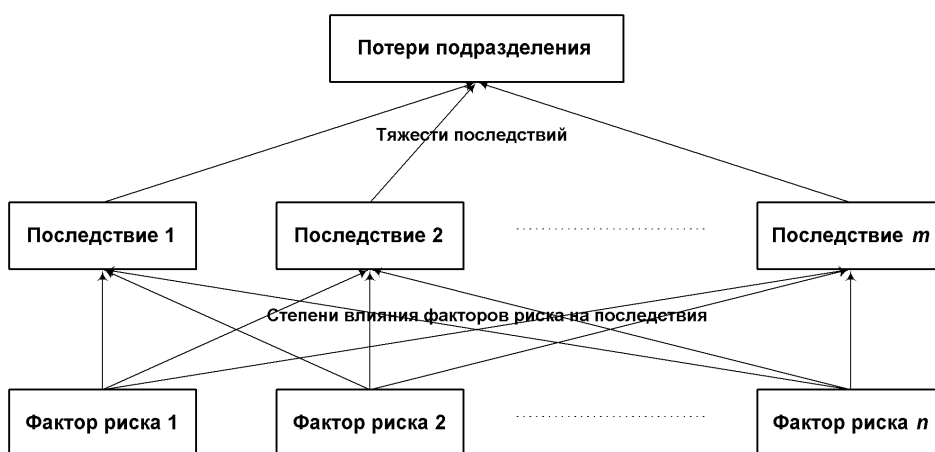 Потери подразделения
Тяжести последствий
Последствие 1
Последствие 2
Последствие m
Степени влияния факторов риска на последствия
Фактор риска 1
Фактор риска 2
Фактор риска n